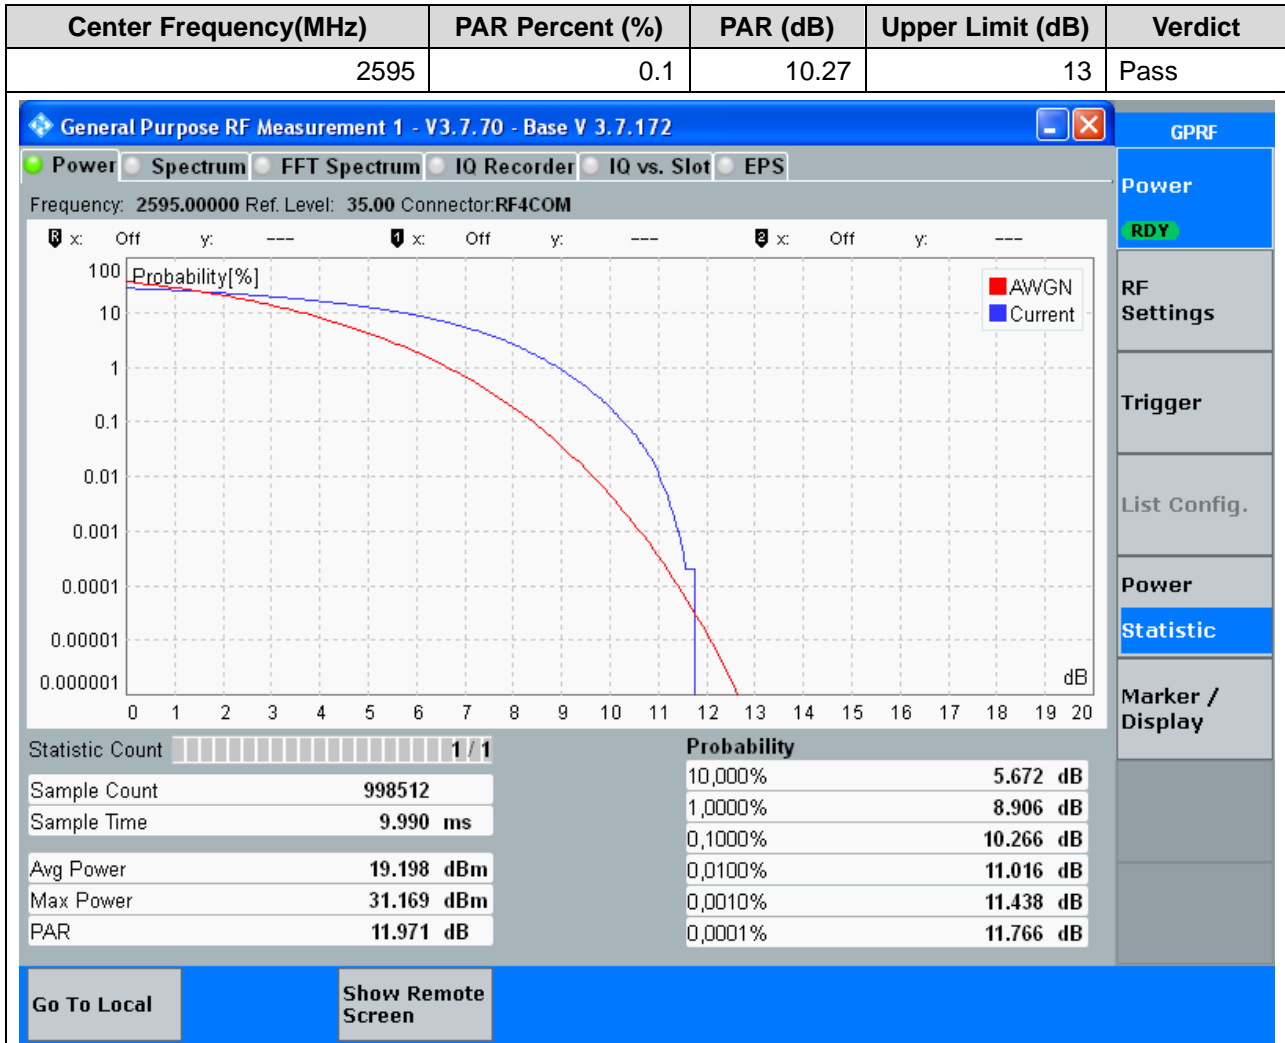 Center Frequency(MHz) PAR Percent (%) PAR (dB) Upper Limit (dB) Verdict
2595 0.1 10.27 13 Pass
General Purpose RF Measurement 1 - V3.7.70 - Base V 3.7.172
GPRF
Power Spectrum FFT Spectrum IQ Recorder IQ vs. Slot EPS
Frequency: 2595.00000 Ref. Level: 35.00 Connector:RF4COM
R x: Off y: --- 1 x: Off y: --- 2 x: Off y: ---
Probability[%]
AWGN
Current
100
10
1
0.1
0.01
0.001
0.0001
0.00001
0.000001
dB
0 1 2 3 4 5 6 7 8 9 10 11 12 13 14 15 16 17 18 19 20
Statistic Count 1 / 1
Sample Count 998512
Sample Time 9.990 ms
Avg Power 19.198 dBm
Max Power 31.169 dBm
PAR 11.971 dB
Probability
10,000% 5.672 dB
1,0000% 8.906 dB
0,1000% 10.266 dB
0,0100% 11.016 dB
0,0010% 11.438 dB
0,0001% 11.766 dB
Power
RDY
RF
Settings
Trigger
List Config.
Power
Statistic
Marker /
Display
Go To Local
Show Remote
Screen